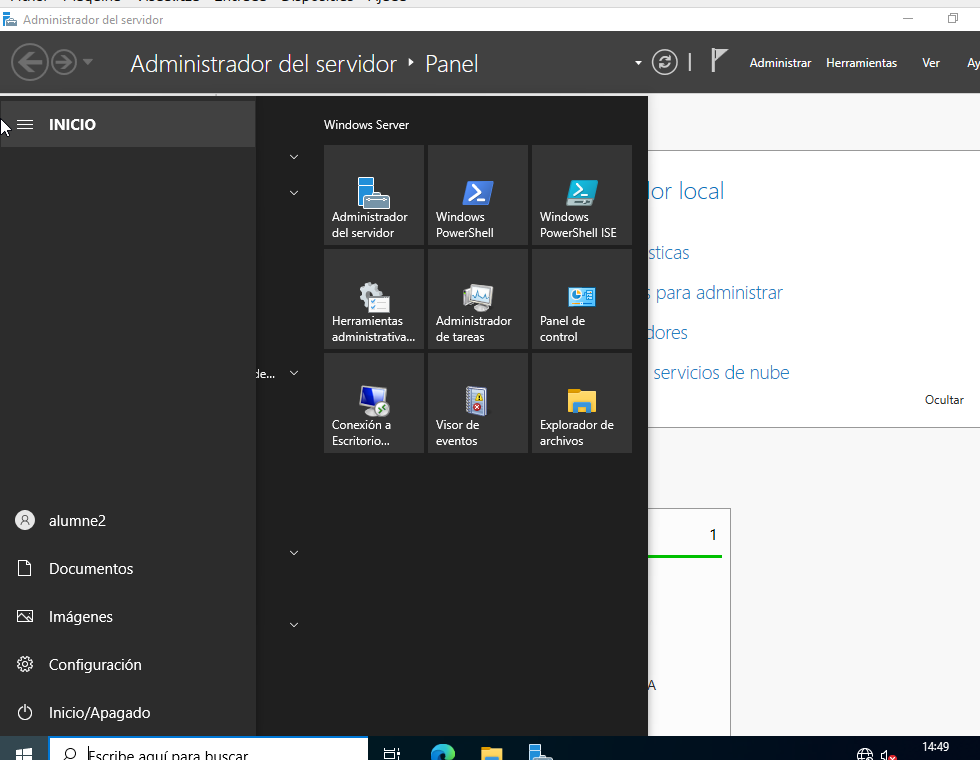 Administrador del servidor
Administrador del servidor ‣ Panel
Administrar Herramientas Ver
INICIO
Windows Server
Administrador del servidor
Windows PowerShell
Windows PowerShell ISE
Herramientas administrativa...
Administrador de tareas
Panel de control
Conexión a Escritorio...
Visor de eventos
Explorador de archivos
de...
alumne2
Documentos
Imágenes
Configuración
Inicio/Apagado
or local
sticas
s para administrar
dores
servicios de nube
Ocultar
1
A
Escribe aquí para buscar
14:49